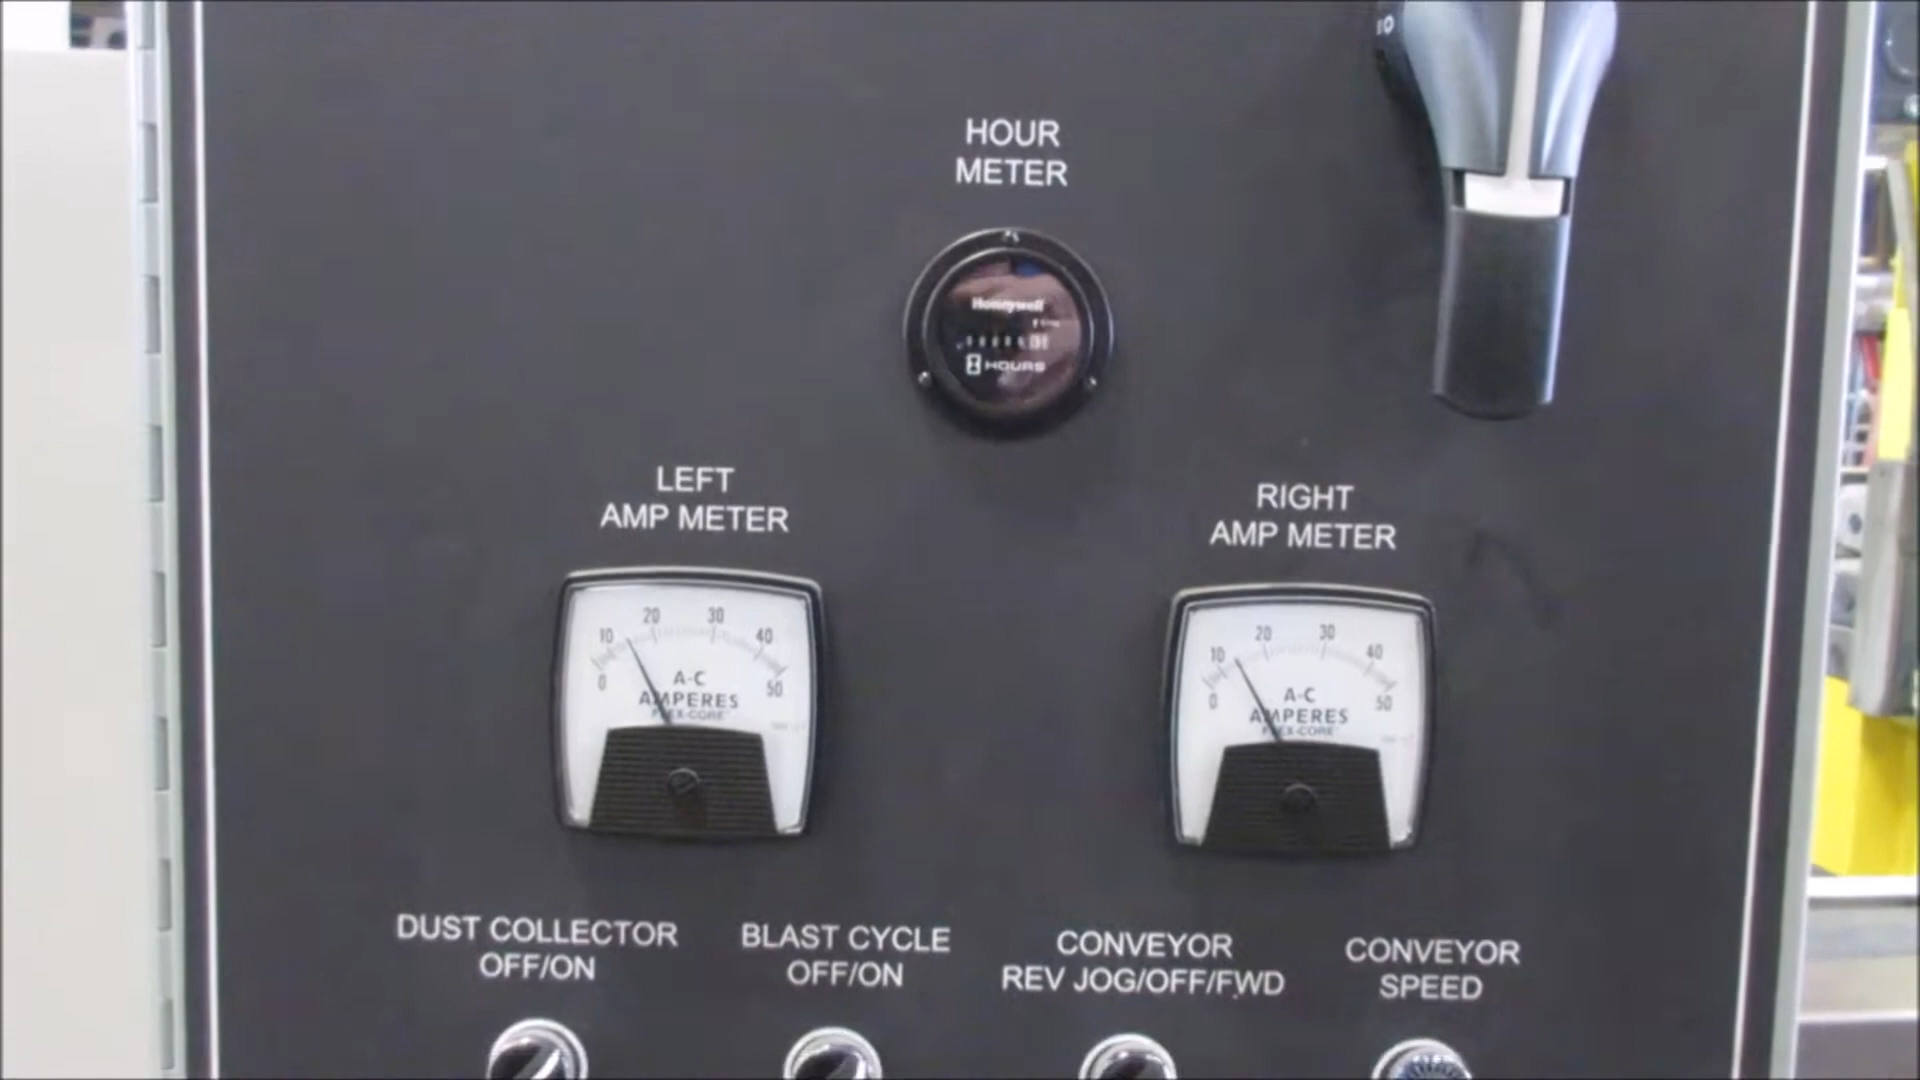 HOUR
METER
Honeywell
HOURS
LEFT
AMP METER
RIGHT
AMP METER
0 10 20 30 40 50
A-C
AMPERES
FLEX-CORE
0 10 20 30 40 50
A-C
AMPERES
FLEX-CORE
DUST COLLECTOR
OFF/ON
BLAST CYCLE
OFF/ON
CONVEYOR
REV JOG/OFF/FWD
CONVEYOR
SPEED